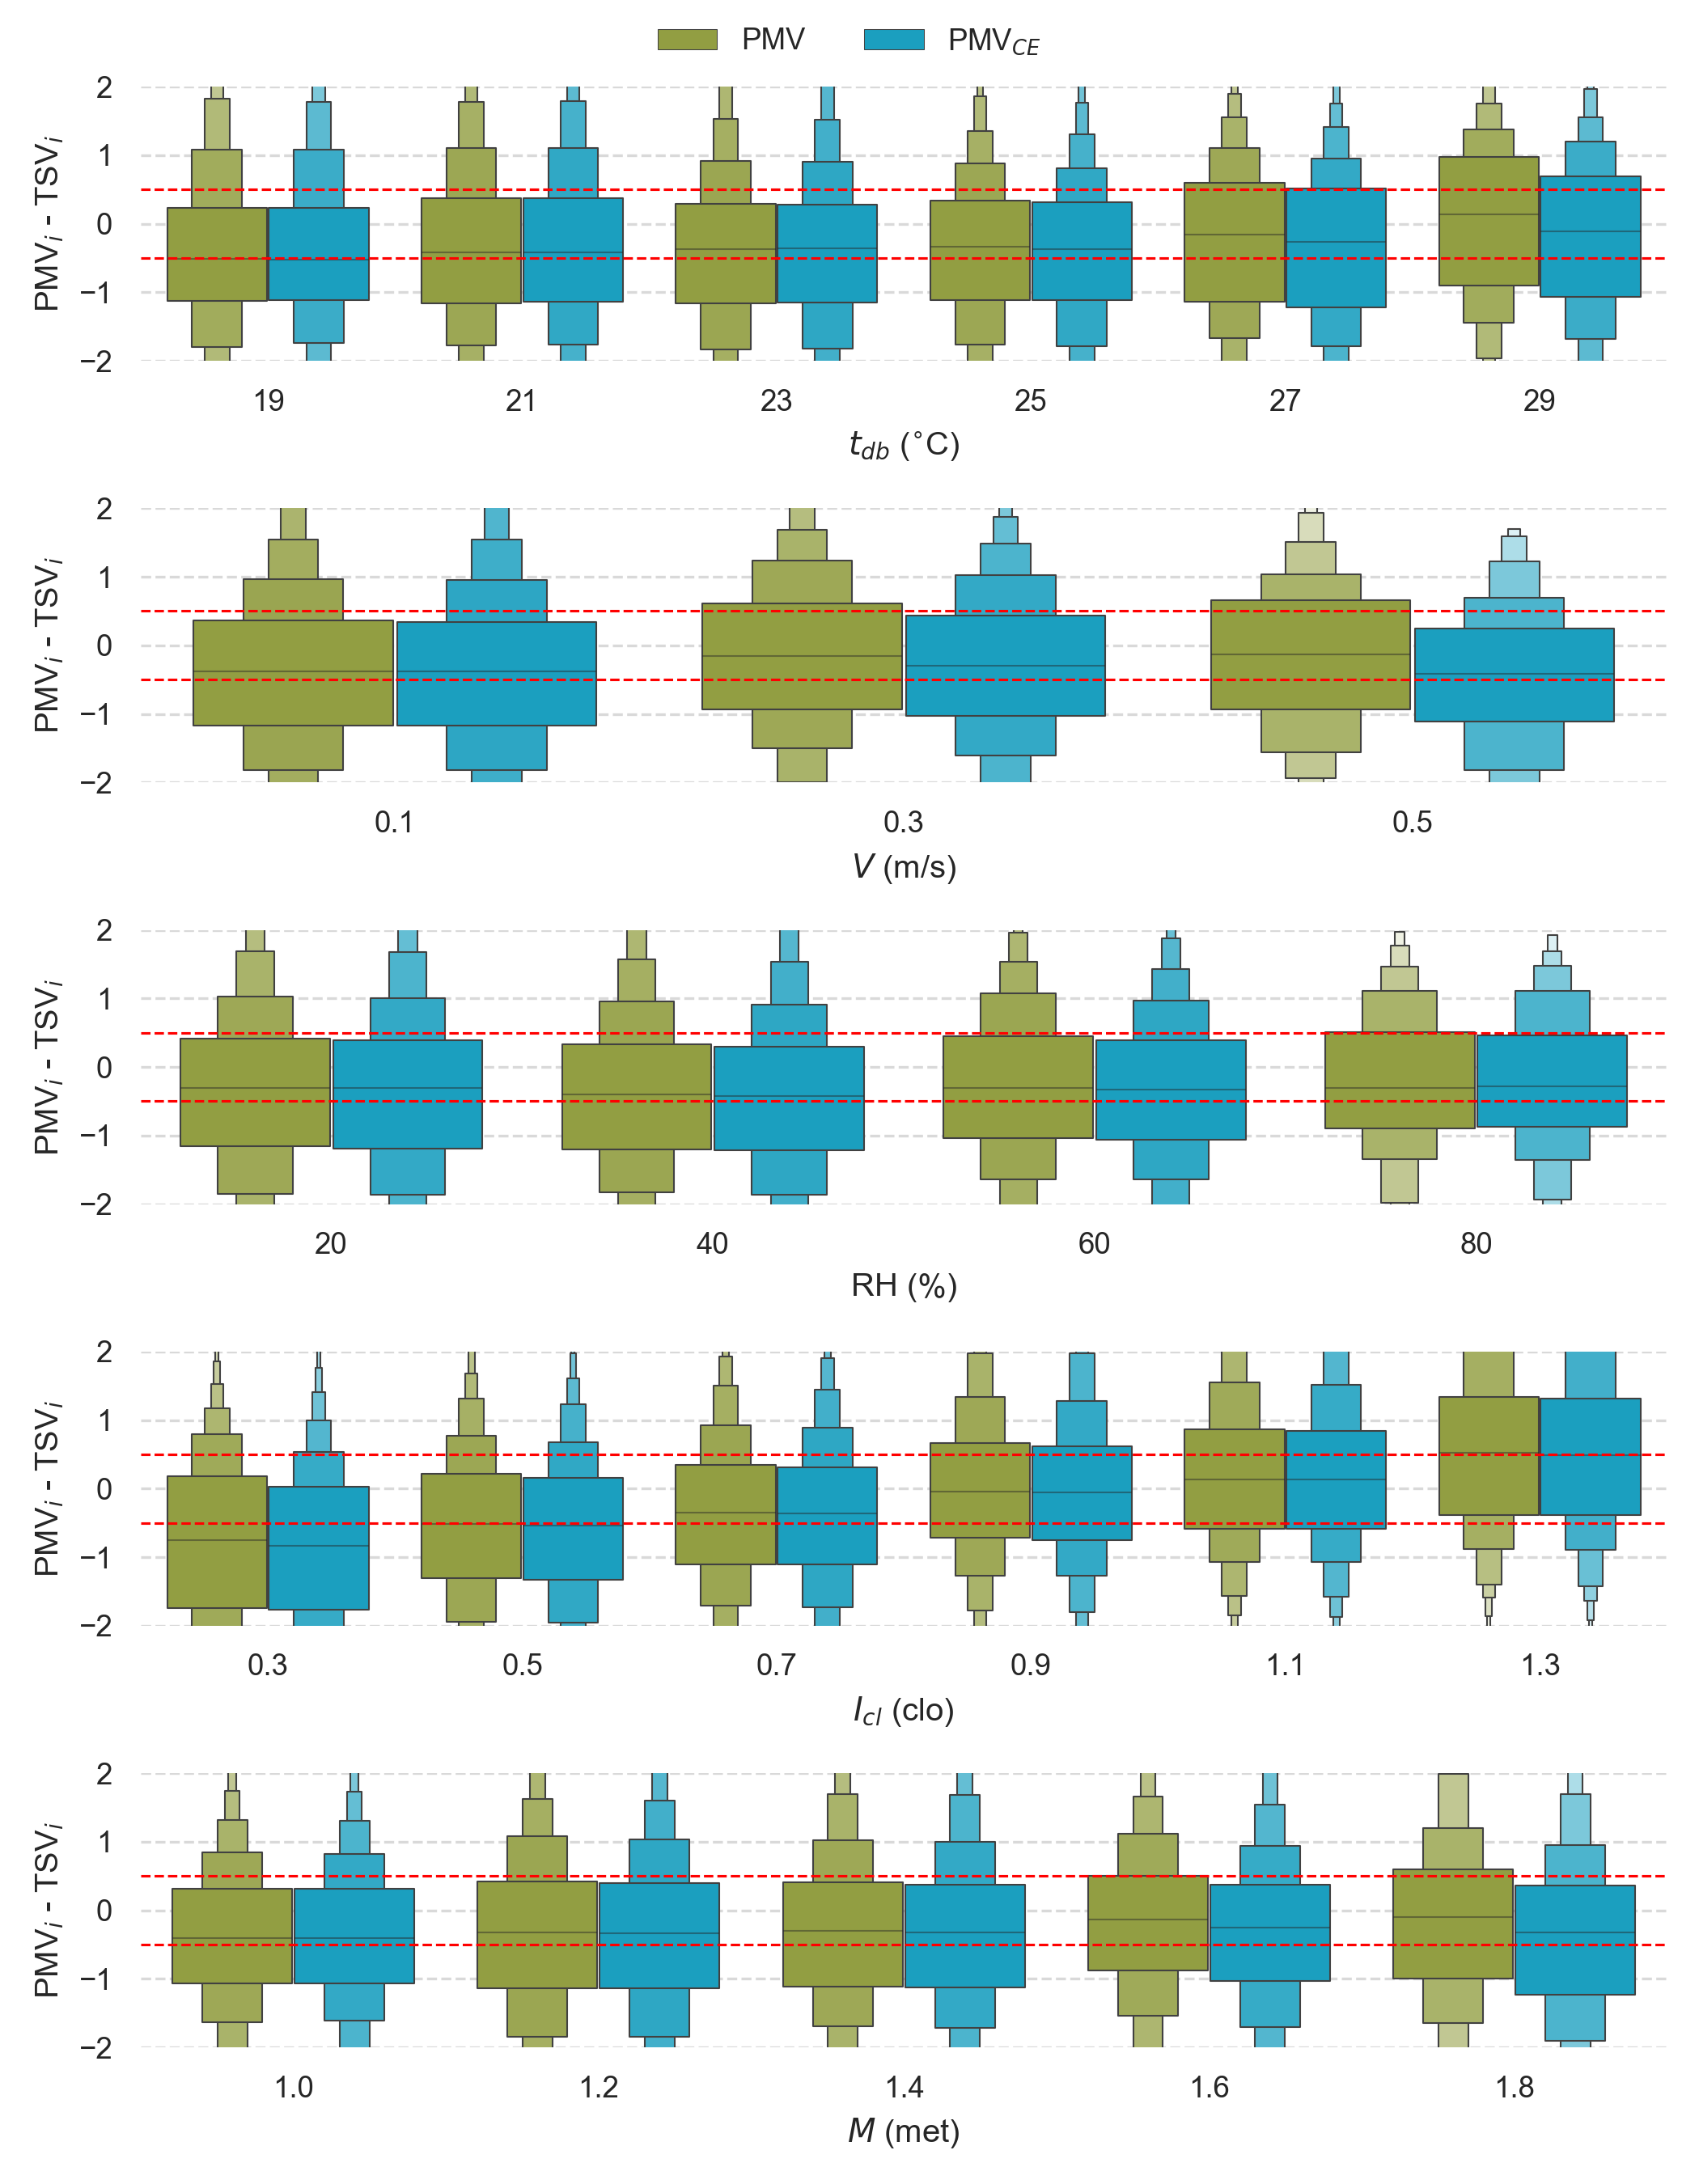 PMV PMV_CE
PMV_i - TSV_i
2
1
0
−1
−2
19 21 23 25 27 29
t_db (°C)
PMV_i - TSV_i
2
1
0
−1
−2
0.1 0.3 0.5
V (m/s)
PMV_i - TSV_i
2
1
0
−1
−2
20 40 60 80
RH (%)
PMV_i - TSV_i
2
1
0
−1
−2
0.3 0.5 0.7 0.9 1.1 1.3
I_cl (clo)
PMV_i - TSV_i
2
1
0
−1
−2
1.0 1.2 1.4 1.6 1.8
M (met)